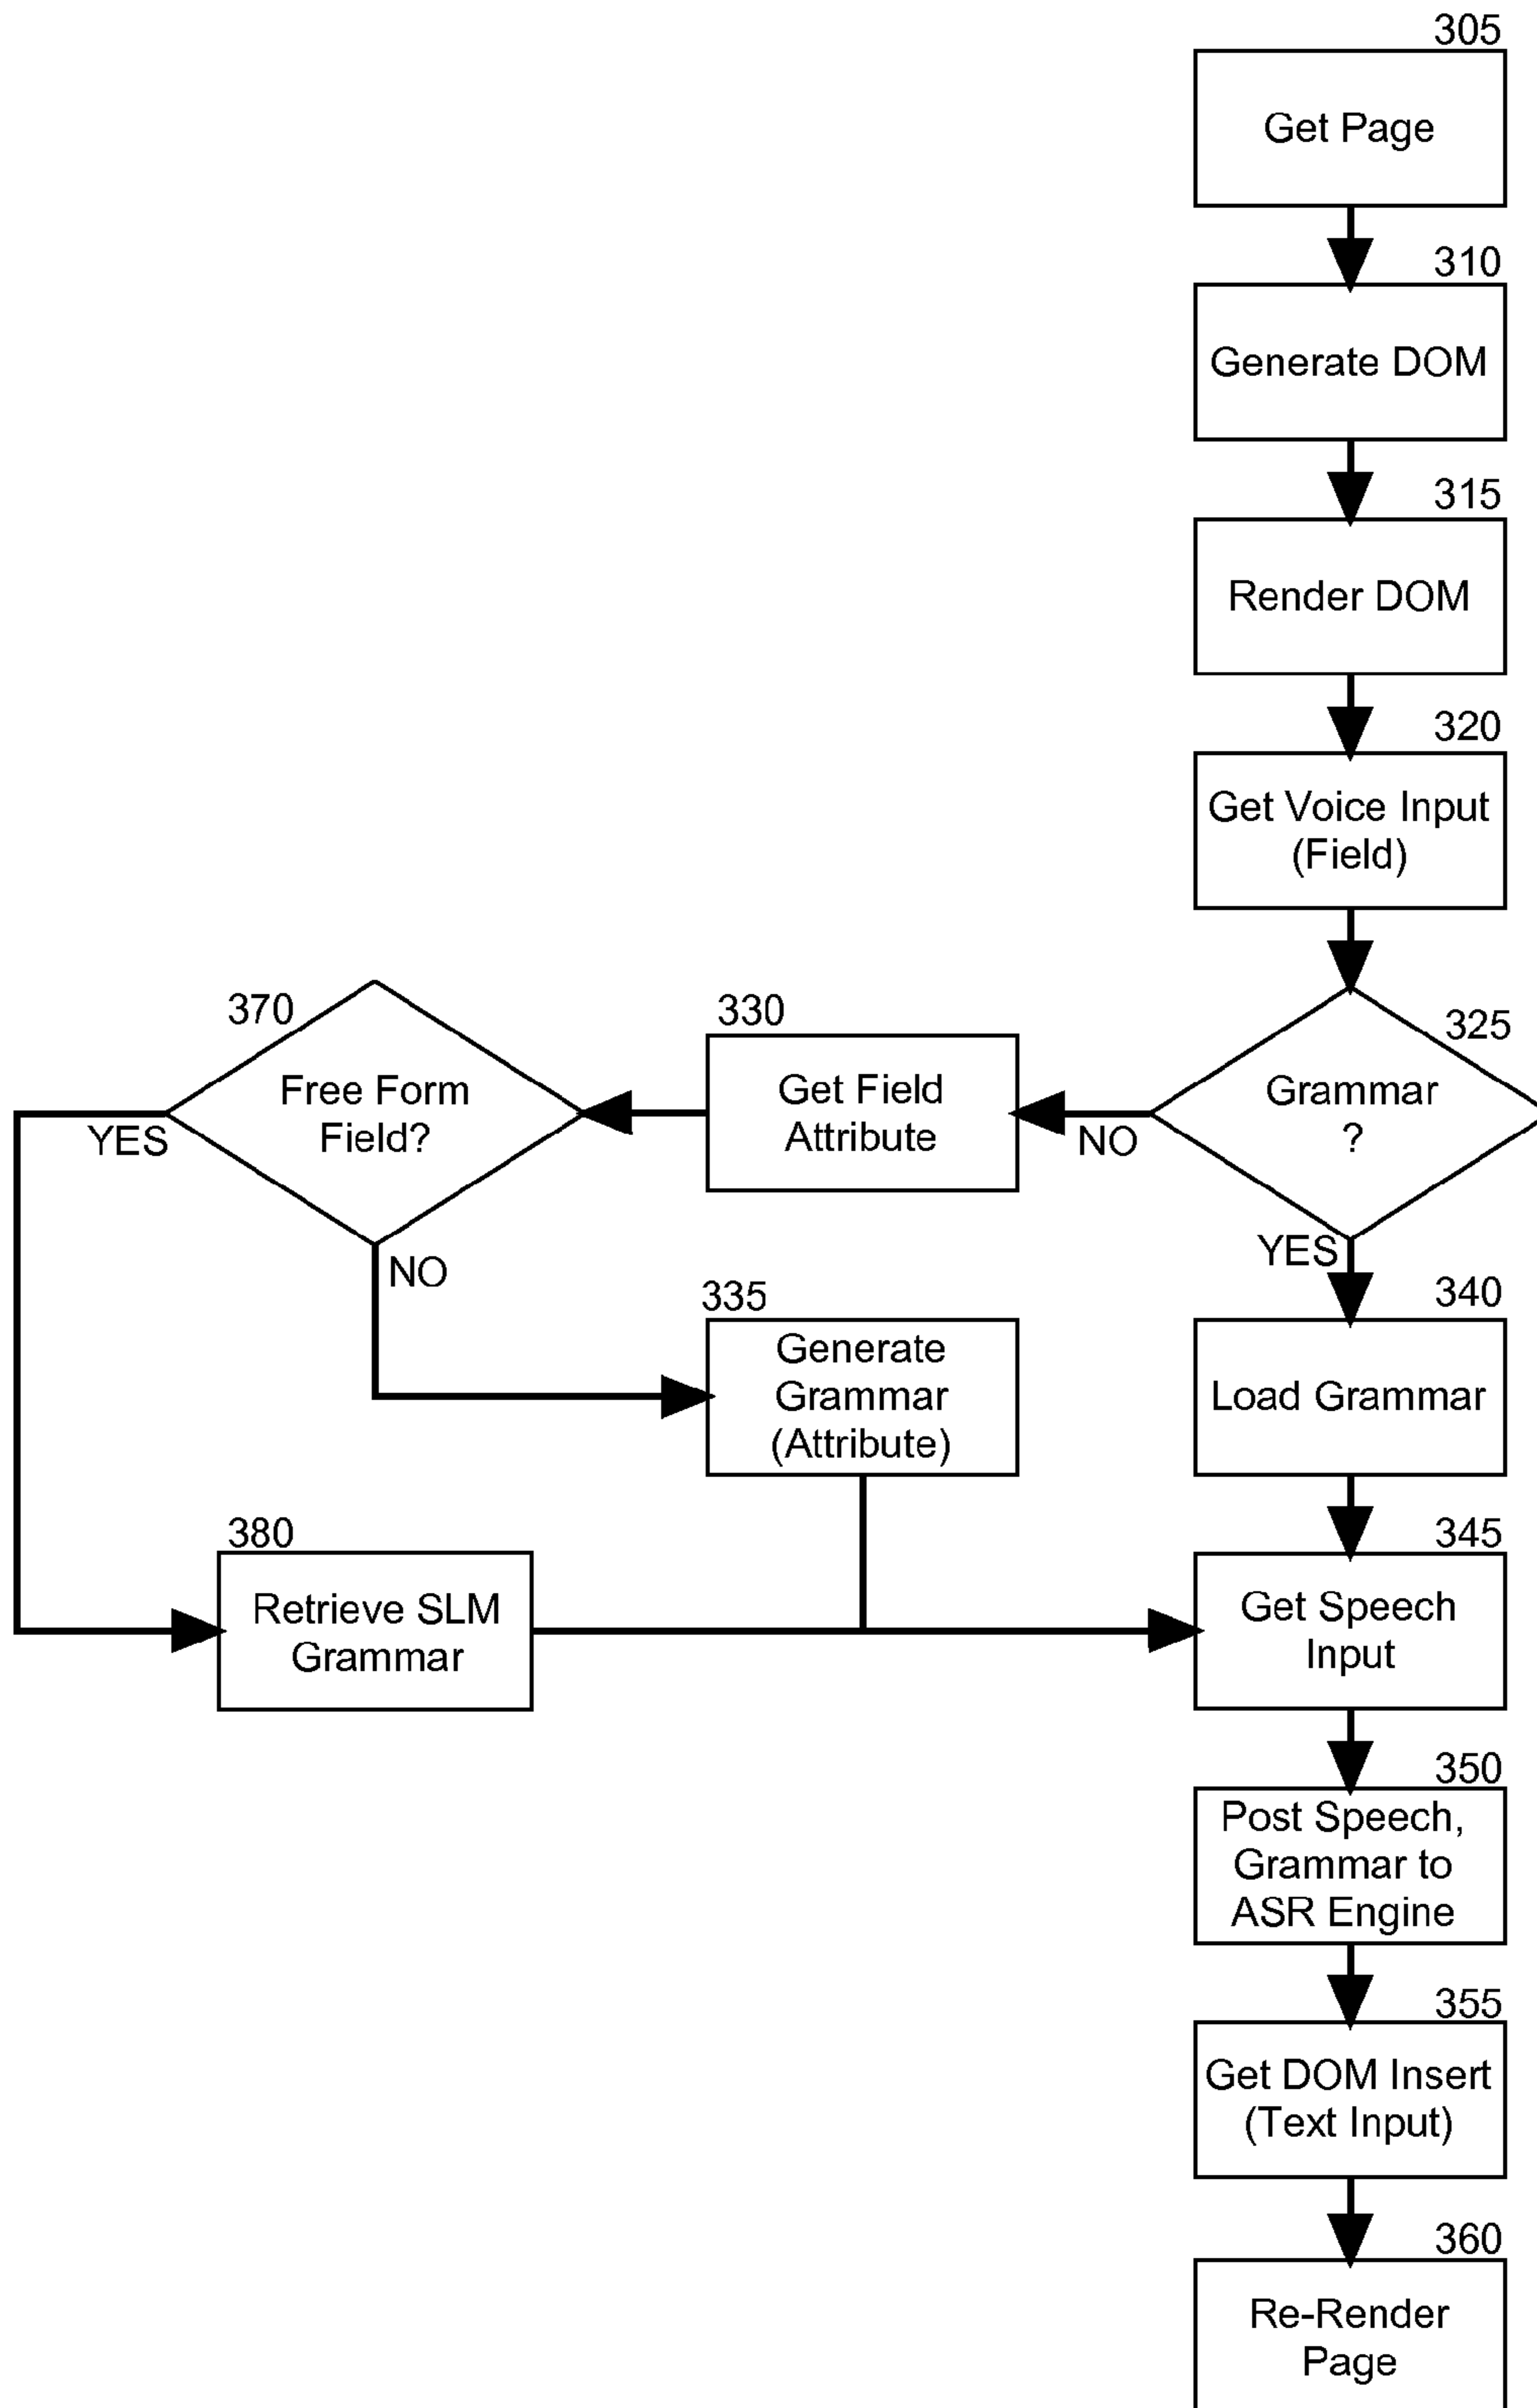 305
Get Page
310
Generate DOM
315
Render DOM
320
Get Voice Input
(Field)
325
Grammar
?
NO
YES
330
Get Field
Attribute
370
Free Form
Field?
YES
NO
335
Generate
Grammar
(Attribute)
340
Load Grammar
380
Retrieve SLM
Grammar
345
Get Speech
Input
350
Post Speech,
Grammar to
ASR Engine
355
Get DOM Insert
(Text Input)
360
Re-Render
Page